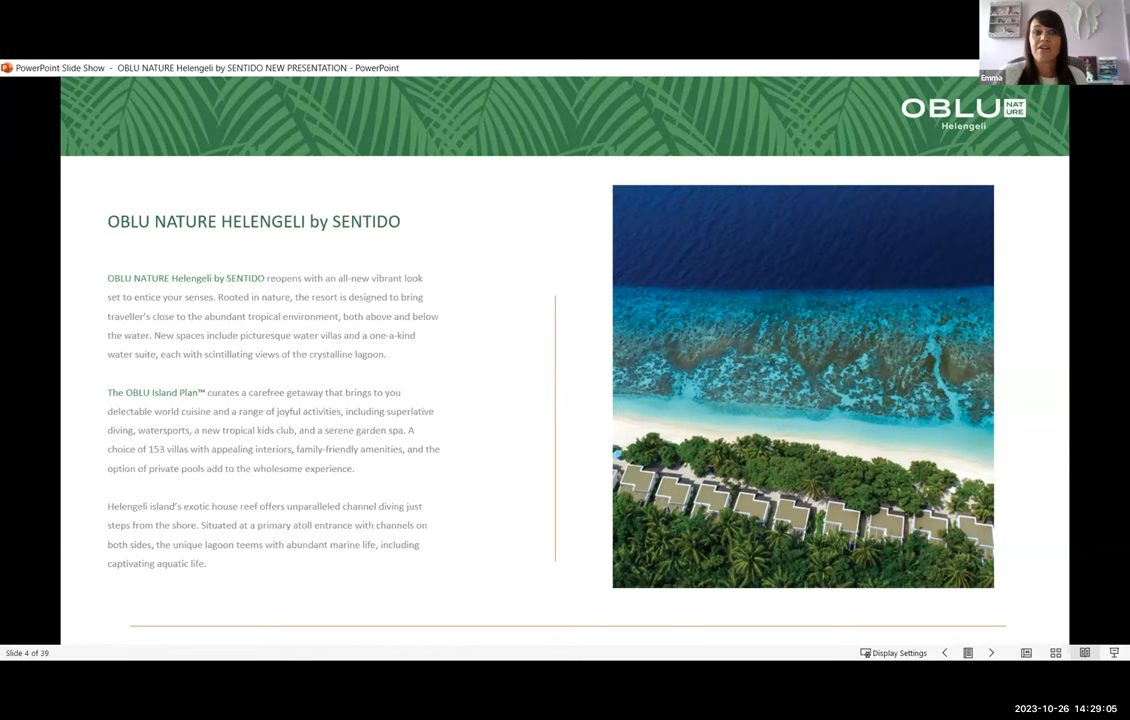 Emma
PowerPoint Slide Show - OBLU NATURE Helengeli by SENTIDO NEW PRESENTATION - PowerPoint
OBLU NAT URE
Helengeli
OBLU NATURE HELENGELI by SENTIDO
OBLU NATURE Helengeli by SENTIDO reopens with an all-new vibrant look
set to entice your senses. Rooted in nature, the resort is designed to bring
traveller's close to the abundant tropical environment, both above and below
the water. New spaces include picturesque water villas and a one-a-kind
water suite, each with scintillating views of the crystalline lagoon.
The OBLU Island Plan™ curates a carefree getaway that brings to you
delectable world cuisine and a range of joyful activities, including superlative
diving, watersports, a new tropical kids club, and a serene garden spa. A
choice of 153 villas with appealing interiors, family-friendly amenities, and the
option of private pools add to the wholesome experience.
Helengeli island's exotic house reef offers unparalleled channel diving just
steps from the shore. Situated at a primary atoll entrance with channels on
both sides, the unique lagoon teems with abundant marine life, including
captivating aquatic life.
Slide 4 of 39
Display Settings
2023-10-26 14:29:05